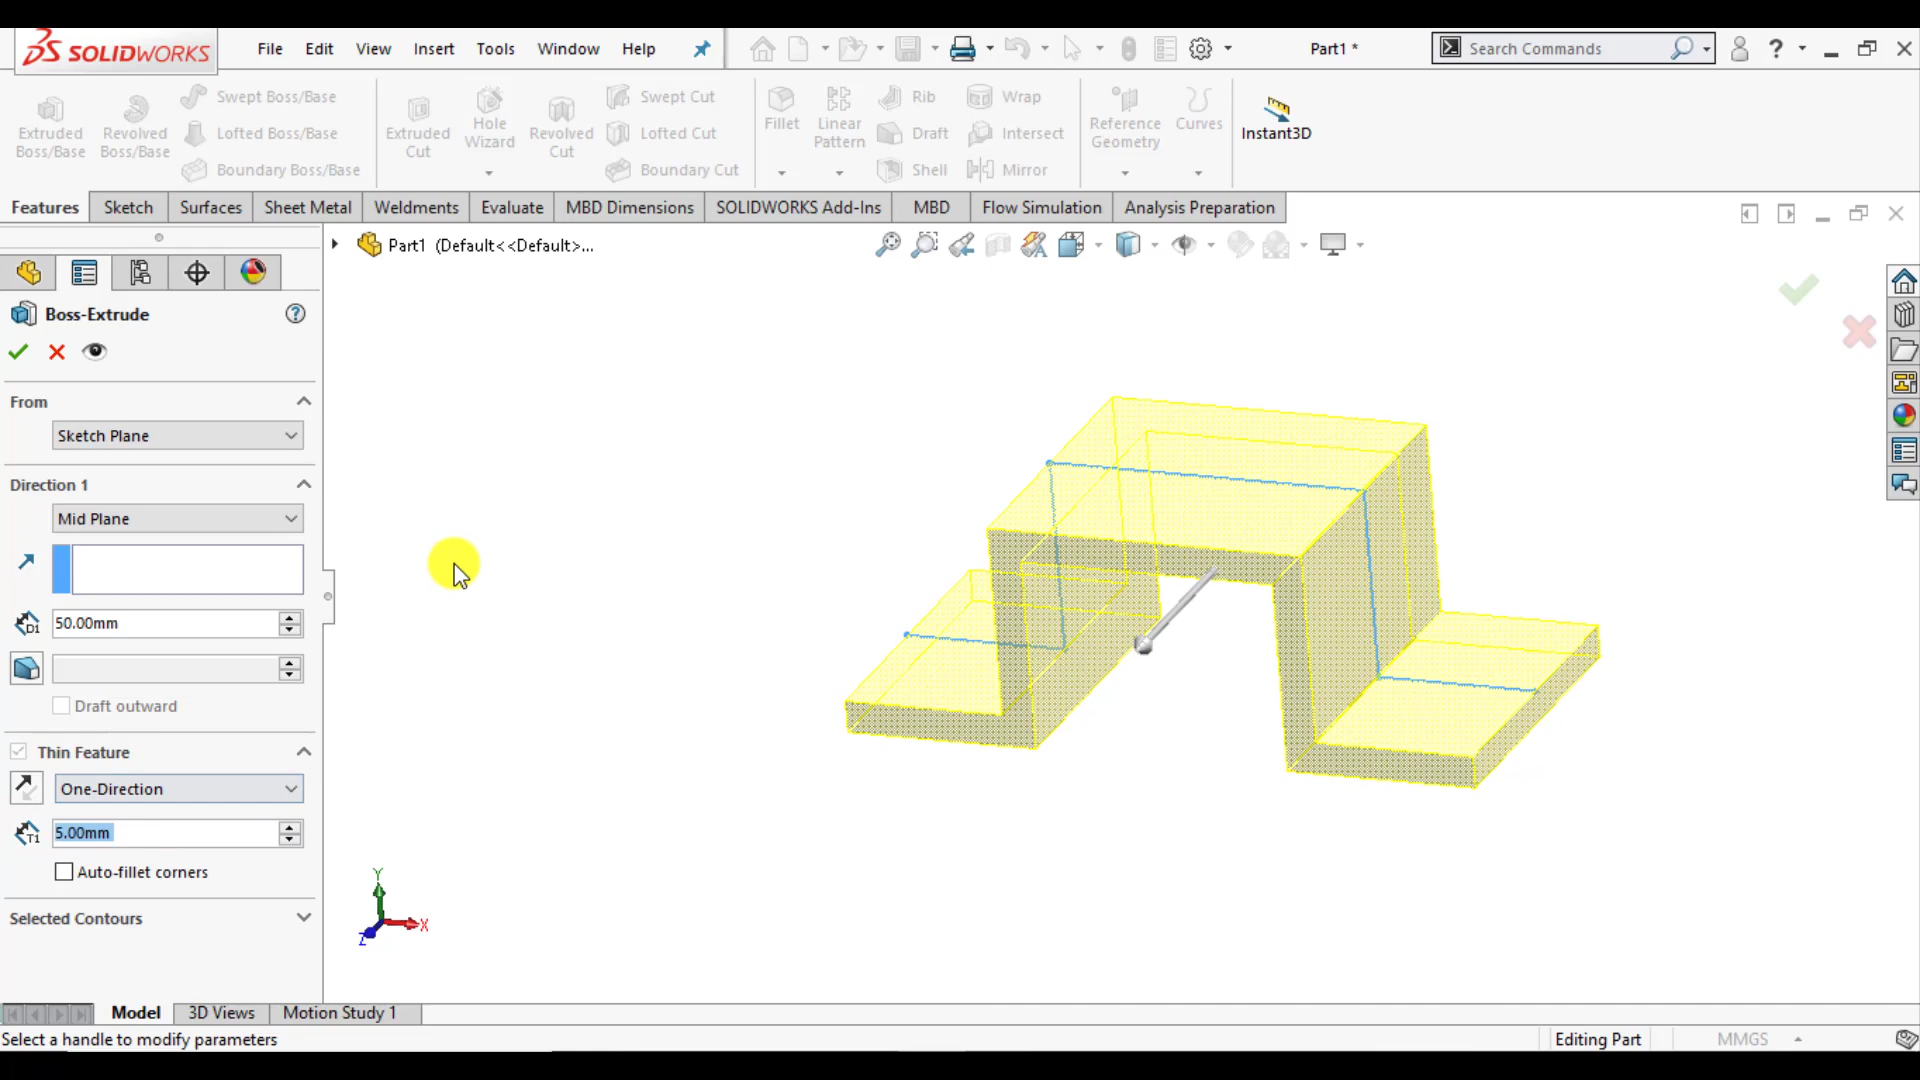 SOLIDWORKS File Edit View Insert Tools Window Help Part1 * Search Commands ?
Extruded Boss/Base
Revolved Boss/Base
Swept Boss/Base
Lofted Boss/Base
Boundary Boss/Base
Extruded Cut
Hole Wizard
Revolved Cut
Swept Cut
Lofted Cut
Boundary Cut
Fillet
Linear Pattern
Rib
Draft
Shell
Wrap
Intersect
Mirror
Reference Geometry
Curves
Instant3D
Features Sketch Surfaces Sheet Metal Weldments Evaluate MBD Dimensions SOLIDWORKS Add-Ins MBD Flow Simulation Analysis Preparation
Part1 (Default<<Default>...
Boss-Extrude
From
Sketch Plane
Direction 1
Mid Plane
D1 50.00mm
Draft outward
Thin Feature
One-Direction
T1 5.00mm
Auto-fillet corners
Selected Contours
Y
X
Z
Model 3D Views Motion Study 1
Select a handle to modify parameters Editing Part MMGS